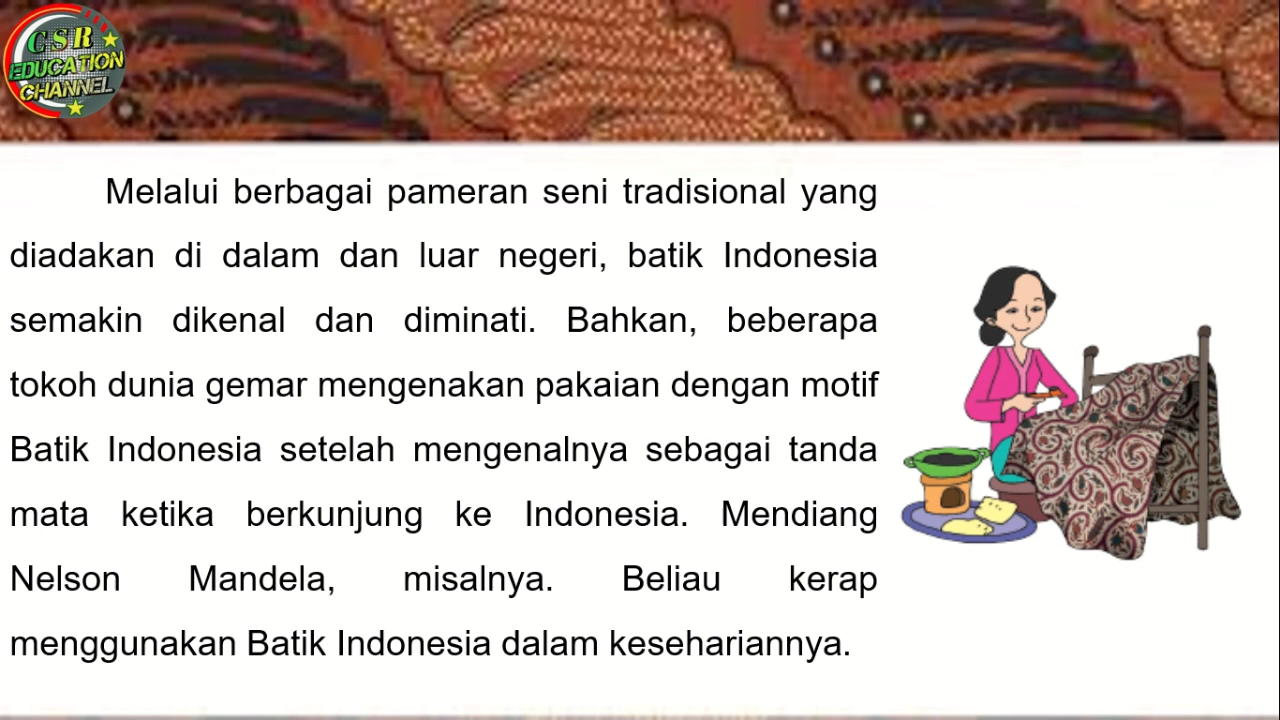 CSR
EDUCATION
CHANNEL
Melalui berbagai pameran seni tradisional yang
diadakan di dalam dan luar negeri, batik Indonesia
semakin dikenal dan diminati. Bahkan, beberapa
tokoh dunia gemar mengenakan pakaian dengan motif
Batik Indonesia setelah mengenalnya sebagai tanda
mata ketika berkunjung ke Indonesia. Mendiang
Nelson Mandela, misalnya. Beliau kerap
menggunakan Batik Indonesia dalam kesehariannya.